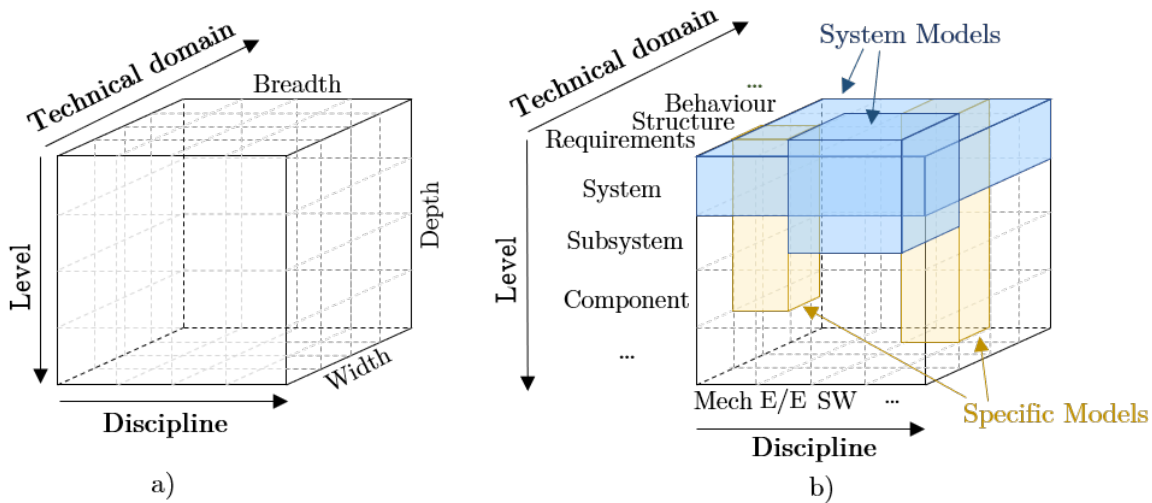 Technical domain
Breadth
Level
Depth
Width
Discipline
a)
Technical domain
System Models
...
Behaviour
Structure
Requirements
System
Subsystem
Component
...
Level
Mech E/E SW ...
Specific Models
Discipline
b)